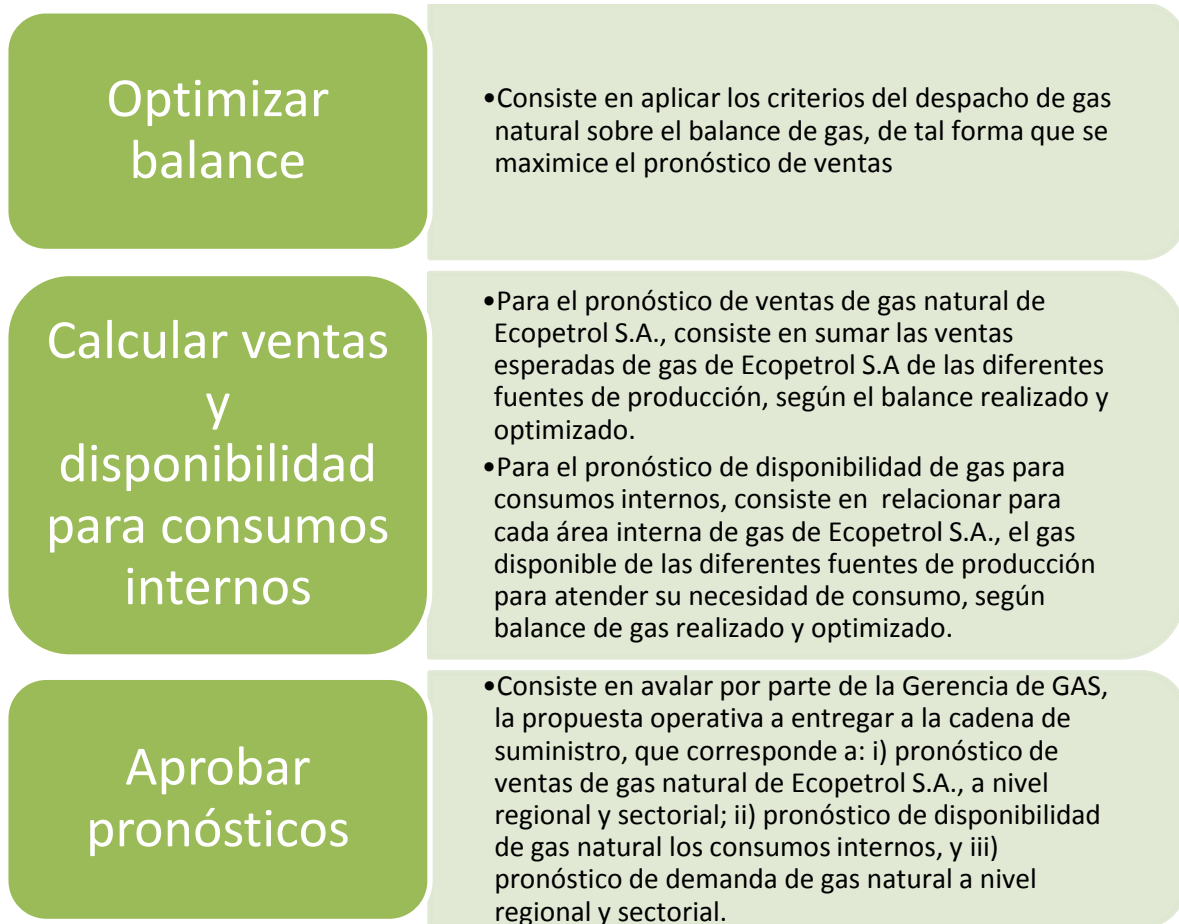 Optimizar
balance
•Consiste en aplicar los criterios del despacho de gas
natural sobre el balance de gas, de tal forma que se
maximice el pronóstico de ventas
Calcular ventas
y
disponibilidad
para consumos
internos
•Para el pronóstico de ventas de gas natural de
Ecopetrol S.A., consiste en sumar las ventas
esperadas de gas de Ecopetrol S.A de las diferentes
fuentes de producción, según el balance realizado y
optimizado.
•Para el pronóstico de disponibilidad de gas para
consumos internos, consiste en relacionar para
cada área interna de gas de Ecopetrol S.A., el gas
disponible de las diferentes fuentes de producción
para atender su necesidad de consumo, según
balance de gas realizado y optimizado.
Aprobar
pronósticos
•Consiste en avalar por parte de la Gerencia de GAS,
la propuesta operativa a entregar a la cadena de
suministro, que corresponde a: i) pronóstico de
ventas de gas natural de Ecopetrol S.A., a nivel
regional y sectorial; ii) pronóstico de disponibilidad
de gas natural los consumos internos, y iii)
pronóstico de demanda de gas natural a nivel
regional y sectorial.